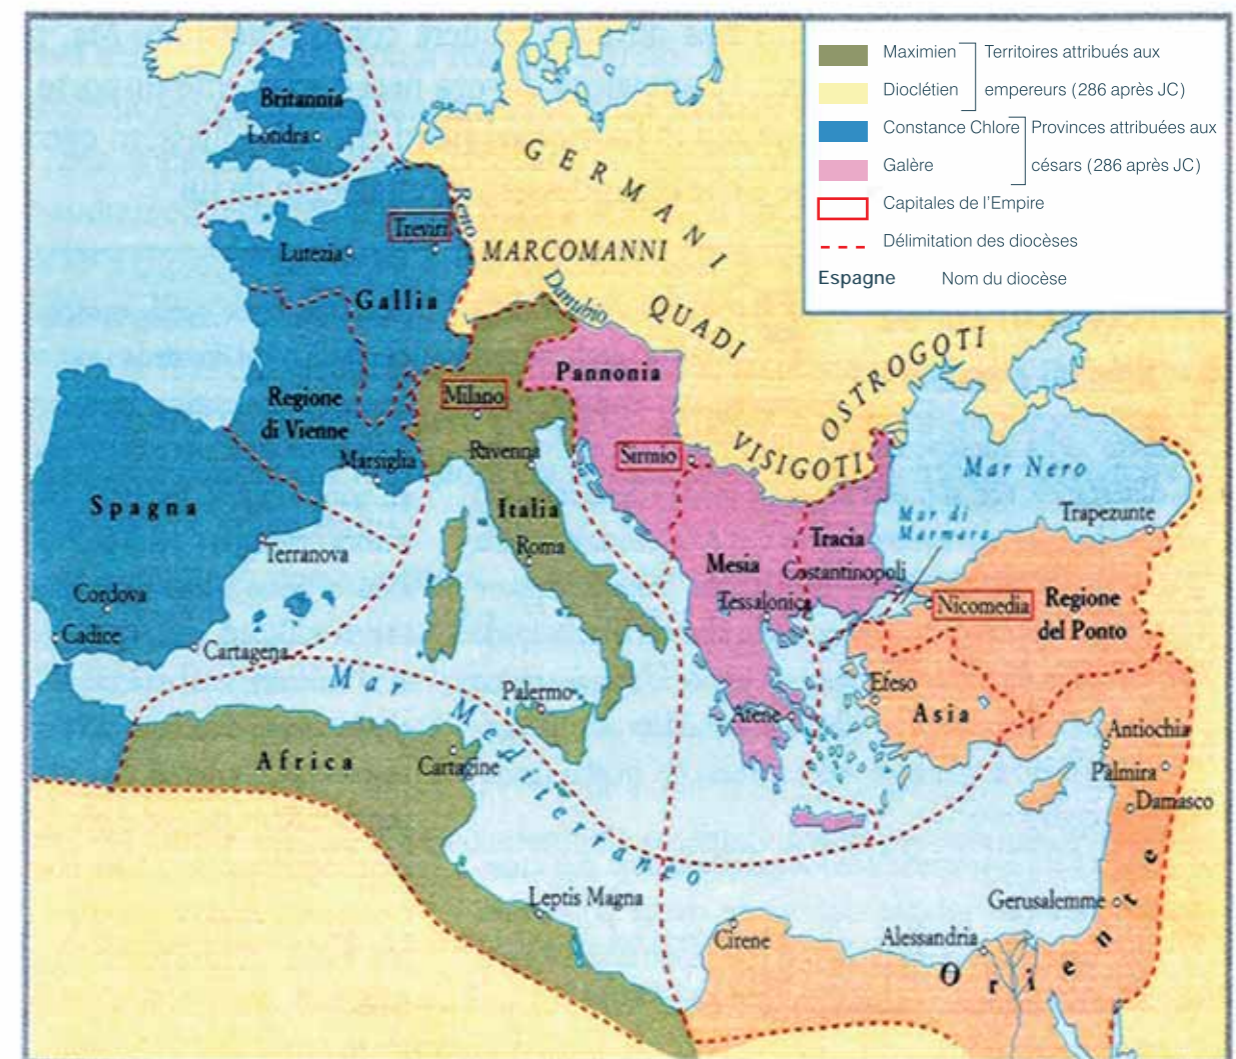 Maximien
Territoires attribués aux
Dioclétien
empereurs (286 après JC)
Constance Chlore
Provinces attribuées aux
Galère
césars (286 après JC)
Capitales de l'Empire
Délimitation des diocèses
Espagne
Nom du diocèse
Britannia
Londra
GERMANI
Reno
Treviri
MARCOMANNI
Lutezia
Gallia
Danubio
QUADI
OSTROGOTI
Pannonia
Regione
di Vienne
Milano
VISIGOTI
Ravenna
Sirmio
Marsiglia
Mar Nero
Spagna
Italia
Mar di
Marmara
Trapezunte
Terranova
Roma
Tracia
Mesia
Costantinopoli
Cordova
Tessalonica
Nicomedia
Regione
del Ponto
Cadice
Cartagena
Mar Mediterraneo
Palermo
Efeso
Atene
Asia
Antiochia
Africa
Cartagine
Palmira
Damasco
Leptis Magna
Gerusalemme
Cirene
Alessandria
Oriente